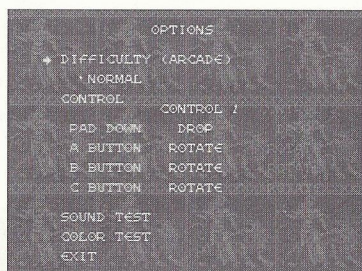 OPTIONS
DIFFICULTY (ARCADE)
NORMAL
CONTROL
CONTROL 1
PAD DOWN DROP
A BUTTON ROTATE
B BUTTON ROTATE
C BUTTON ROTATE
SOUND TEST
COLOR TEST
EXIT